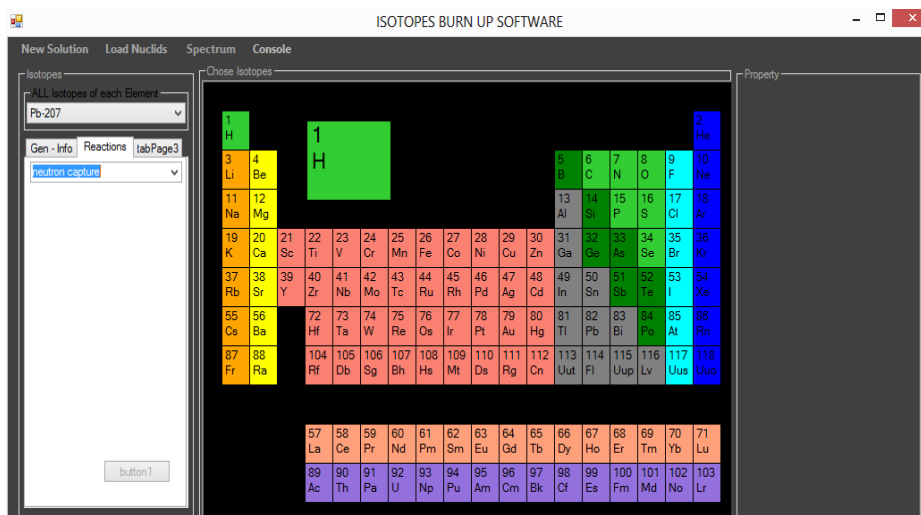 ISOTOPES BURN UP SOFTWARE
New Solution Load Nuclids Spectrum Console
Isotopes
Chose Isotopes
Property
ALL Isotopes of each Element
Pb-207
Gen - Info Reactions tabPage3
neutron capture
button1
1
H
1 2
H He
3 4 5 6 7 8 9 10
Li Be B C N O F Ne
11 12 13 14 15 16 17 18
Na Mg Al Si P S Cl Ar
19 20 21 22 23 24 25 26 27 28 29 30 31 32 33 34 35 36
K Ca Sc Ti V Cr Mn Fe Co Ni Cu Zn Ga Ge As Se Br Kr
37 38 39 40 41 42 43 44 45 46 47 48 49 50 51 52 53 54
Rb Sr Y Zr Nb Mo Tc Ru Rh Pd Ag Cd In Sn Sb Te I Xe
55 56 72 73 74 75 76 77 78 79 80 81 82 83 84 85 86
Cs Ba Hf Ta W Re Os Ir Pt Au Hg Tl Pb Bi Po At Rn
87 88 104 105 106 107 108 109 110 111 112 113 114 115 116 117 118
Fr Ra Rf Db Sg Bh Hs Mt Ds Rg Cn Uut Fl Uup Lv Uus Uuo
57 58 59 60 61 62 63 64 65 66 67 68 69 70 71
La Ce Pr Nd Pm Sm Eu Gd Tb Dy Ho Er Tm Yb Lu
89 90 91 92 93 94 95 96 97 98 99 100 101 102 103
Ac Th Pa U Np Pu Am Cm Bk Cf Es Fm Md No Lr